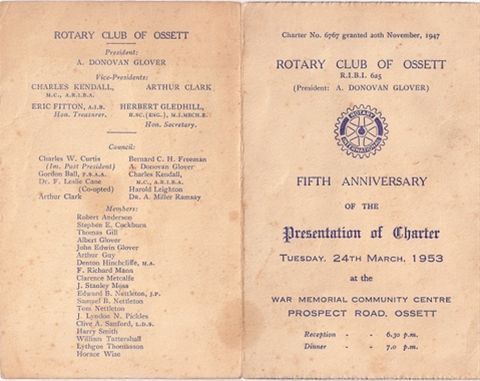 ROTARY CLUB OF OSSETT
President:
A. DONOVAN GLOVER
Vice-Presidents:
CHARLES KENDALL, ARTHUR CLARK
M.C., A.R.I.B.A.
ERIC FITTON, A.I.B. HERBERT GLEDHILL,
Hon. Treasurer. B.SC.(ENG.), M.I.MECH.E.
Hon. Secretary.
Council:
Charles W. Curtis Bernard C. H. Freeman
(Im. Past President) A. Donovan Glover
Gordon Ball, F.B.A.A. Charles Kendall,
Dr. F. Leslie Cane M.C., A.R.I.B.A.
(Co-opted) Harold Leighton
Arthur Clark Dr. A. Miller Ramsay
Members:
Robert Anderson
Stephen E. Cockburn
Thomas Gill
Albert Glover
John Edwin Glover
Arthur Guy
Denton Hinchcliffe, M.A.
F. Richard Mann
Clarence Metcalfe
J. Stanley Moss
Edward B. Nettleton, J.P.
Samuel B. Nettleton
Tom Nettleton
J. Lyndon N. Pickles
Clive A. Sanford, L.D.S.
Harry Smith
William Tattershall
Lythgoe Thomasson
Horace Wise
Charter No. 6767 granted 20th November, 1947
ROTARY CLUB OF OSSETT
R.I.B.I. 625
(President: A. DONOVAN GLOVER)
ROTARY
INTERNATIONAL
FIFTH ANNIVERSARY
OF THE
Presentation of Charter
TUESDAY, 24TH MARCH, 1953
at the
WAR MEMORIAL COMMUNITY CENTRE
PROSPECT ROAD, OSSETT
Reception - - 6.30 p.m.
Dinner - - 7.0 p.m.